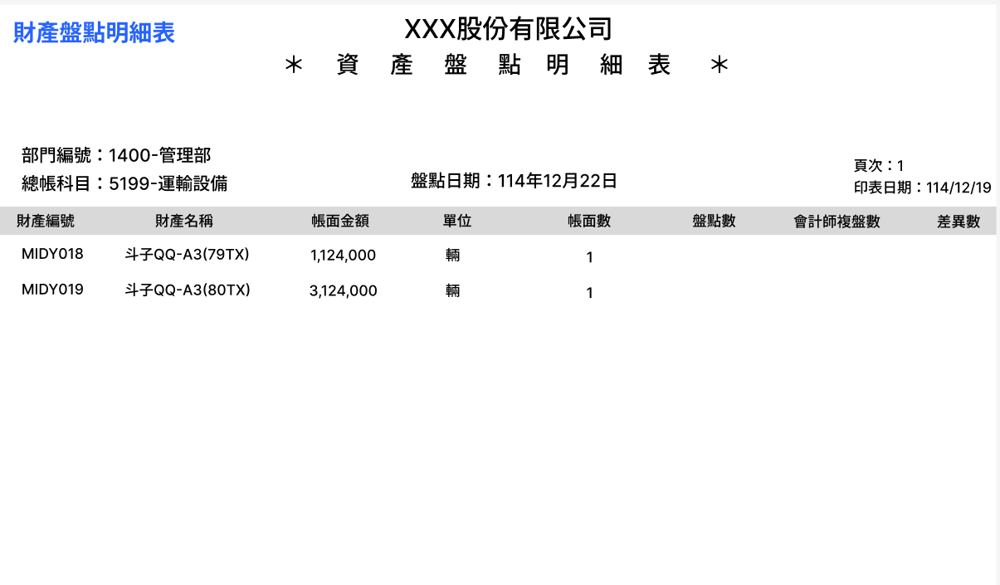 財產盤點明細表
XXX股份有限公司
＊ 資 產 盤 點 明 細 表 ＊
部門編號：1400-管理部
總帳科目：5199-運輸設備
盤點日期：114年12月22日
頁次：1
印表日期：114/12/19
財產編號 財產名稱 帳面金額 單位 帳面數 盤點數 會計師複盤數 差異數
MIDY018 斗子QQ-A3(79TX) 1,124,000 輛 1
MIDY019 斗子QQ-A3(80TX) 3,124,000 輛 1